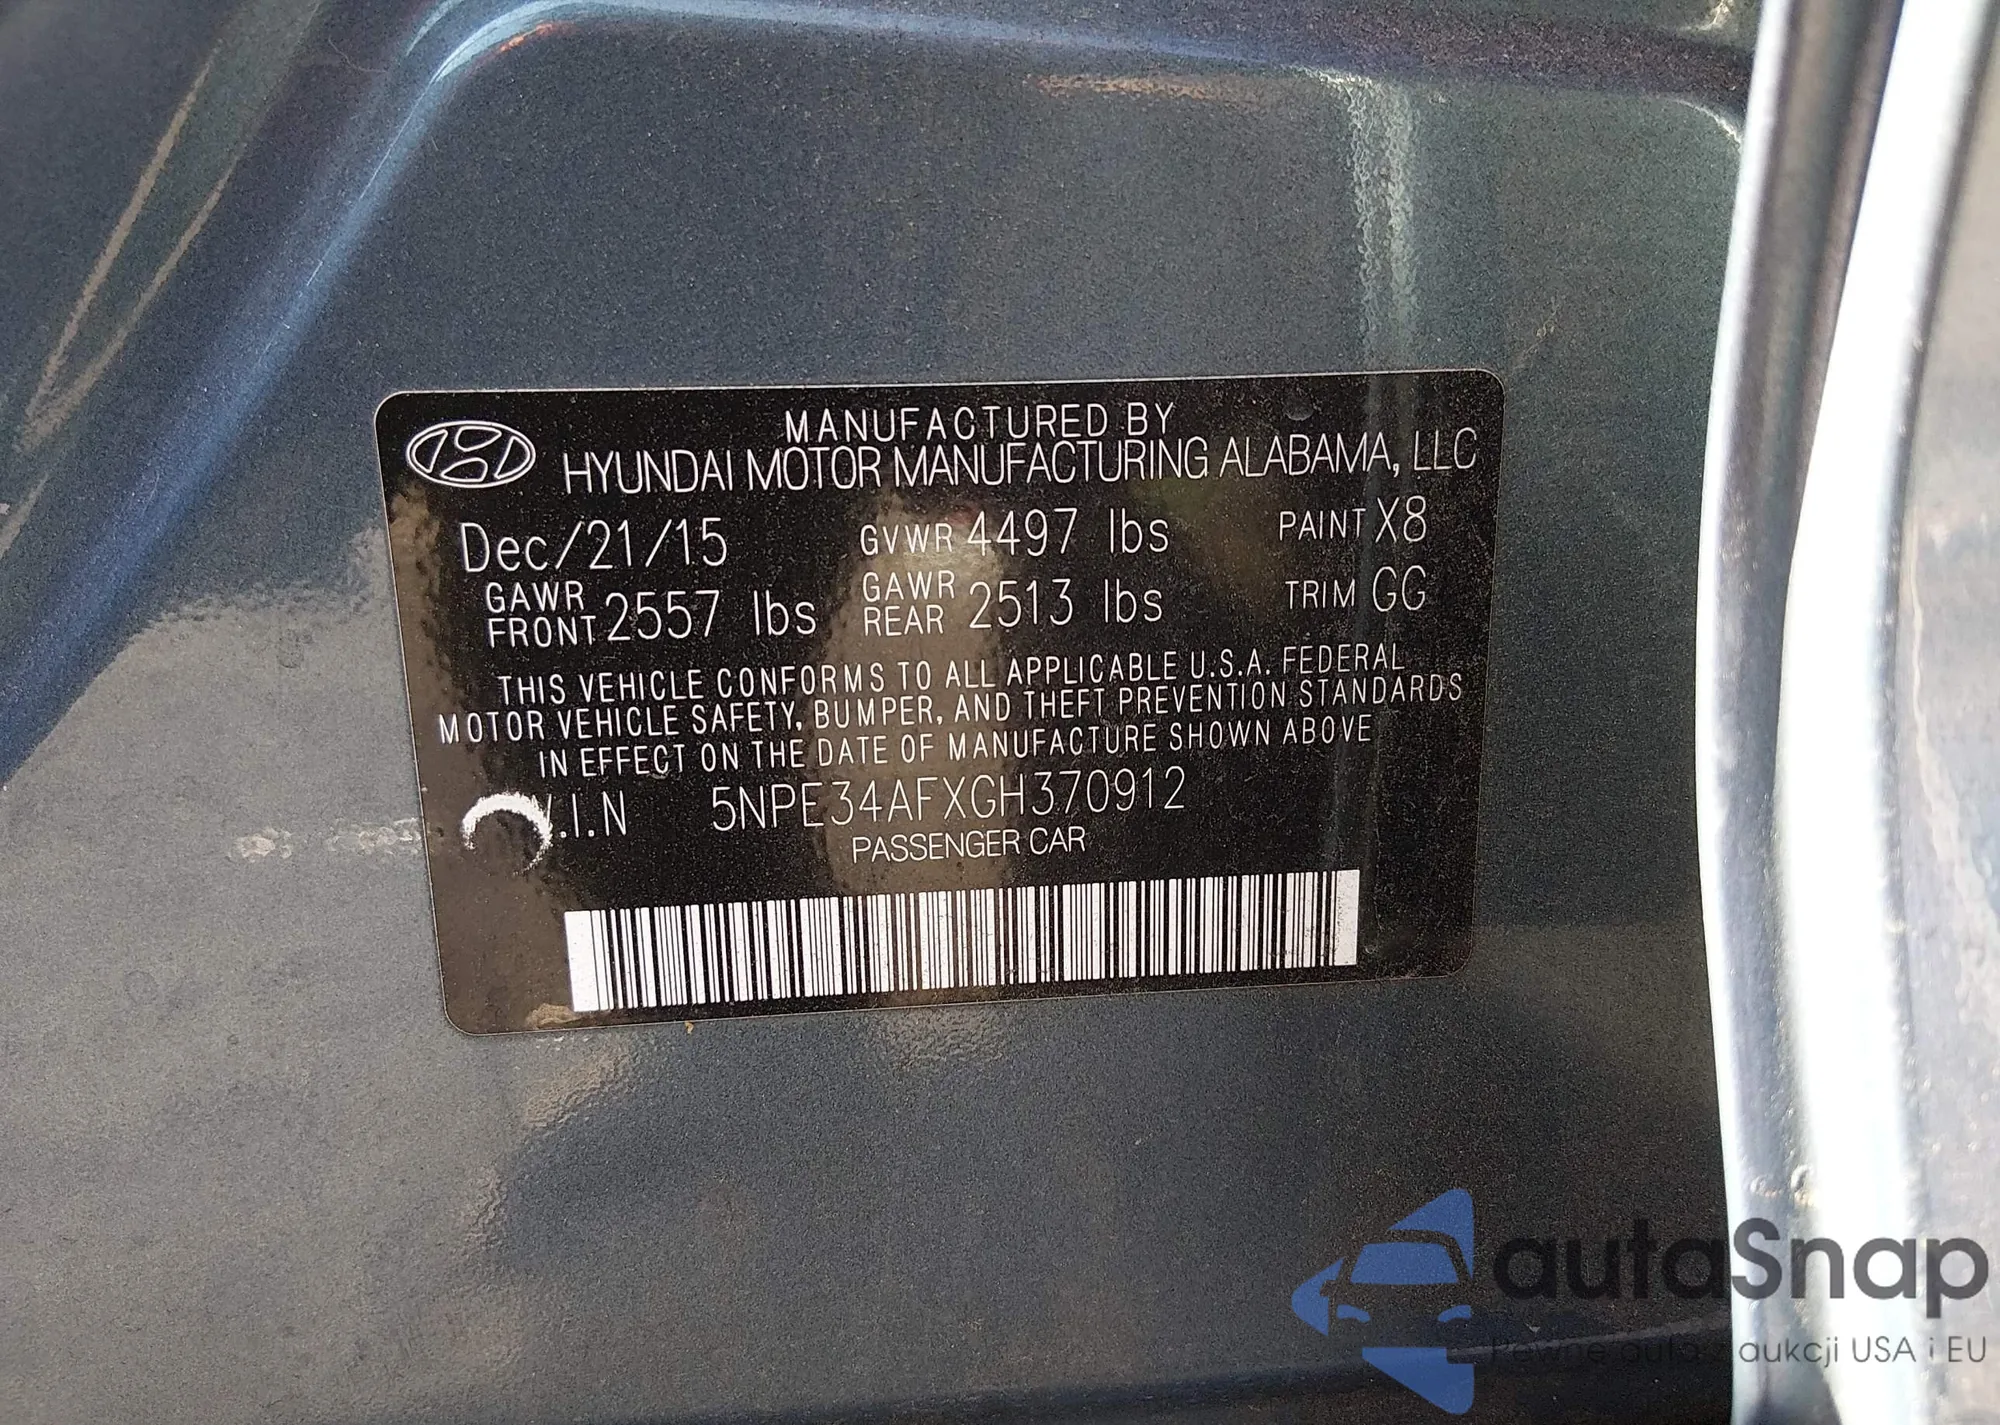 MANUFACTURED BY
HYUNDAI MOTOR MANUFACTURING ALABAMA, LLC
Dec/21/15 GVWR 4497 lbs PAINT X8
GAWR FRONT 2557 lbs GAWR REAR 2513 lbs TRIM GG
THIS VEHICLE CONFORMS TO ALL APPLICABLE U.S.A. FEDERAL
MOTOR VEHICLE SAFETY, BUMPER, AND THEFT PREVENTION STANDARDS
IN EFFECT ON THE DATE OF MANUFACTURE SHOWN ABOVE
V.I.N 5NPE34AFXGH370912
PASSENGER CAR
autaSnap
Pewne auta z aukcji USA i EU